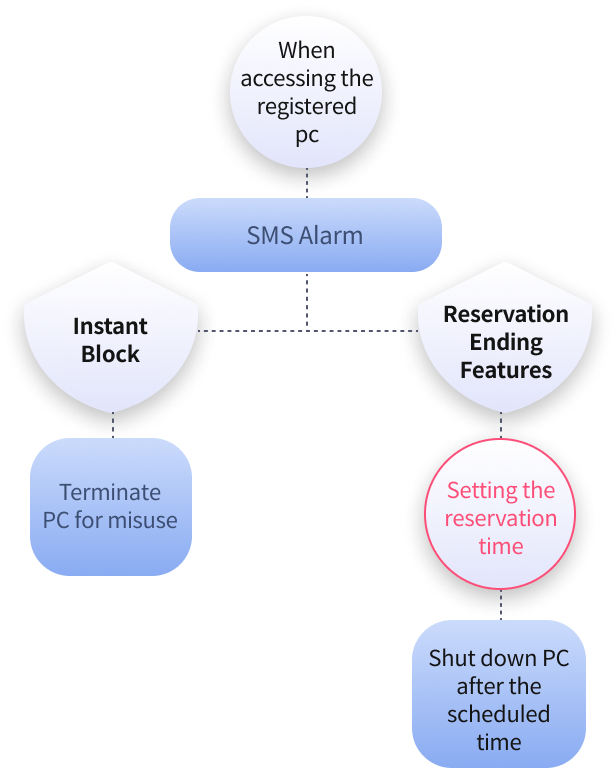 When
accessing the
registered
pc
SMS Alarm
Instant
Block
Reservation
Ending
Features
Terminate
PC for misuse
Setting the
reservation
time
Shut down PC
after the
scheduled
time